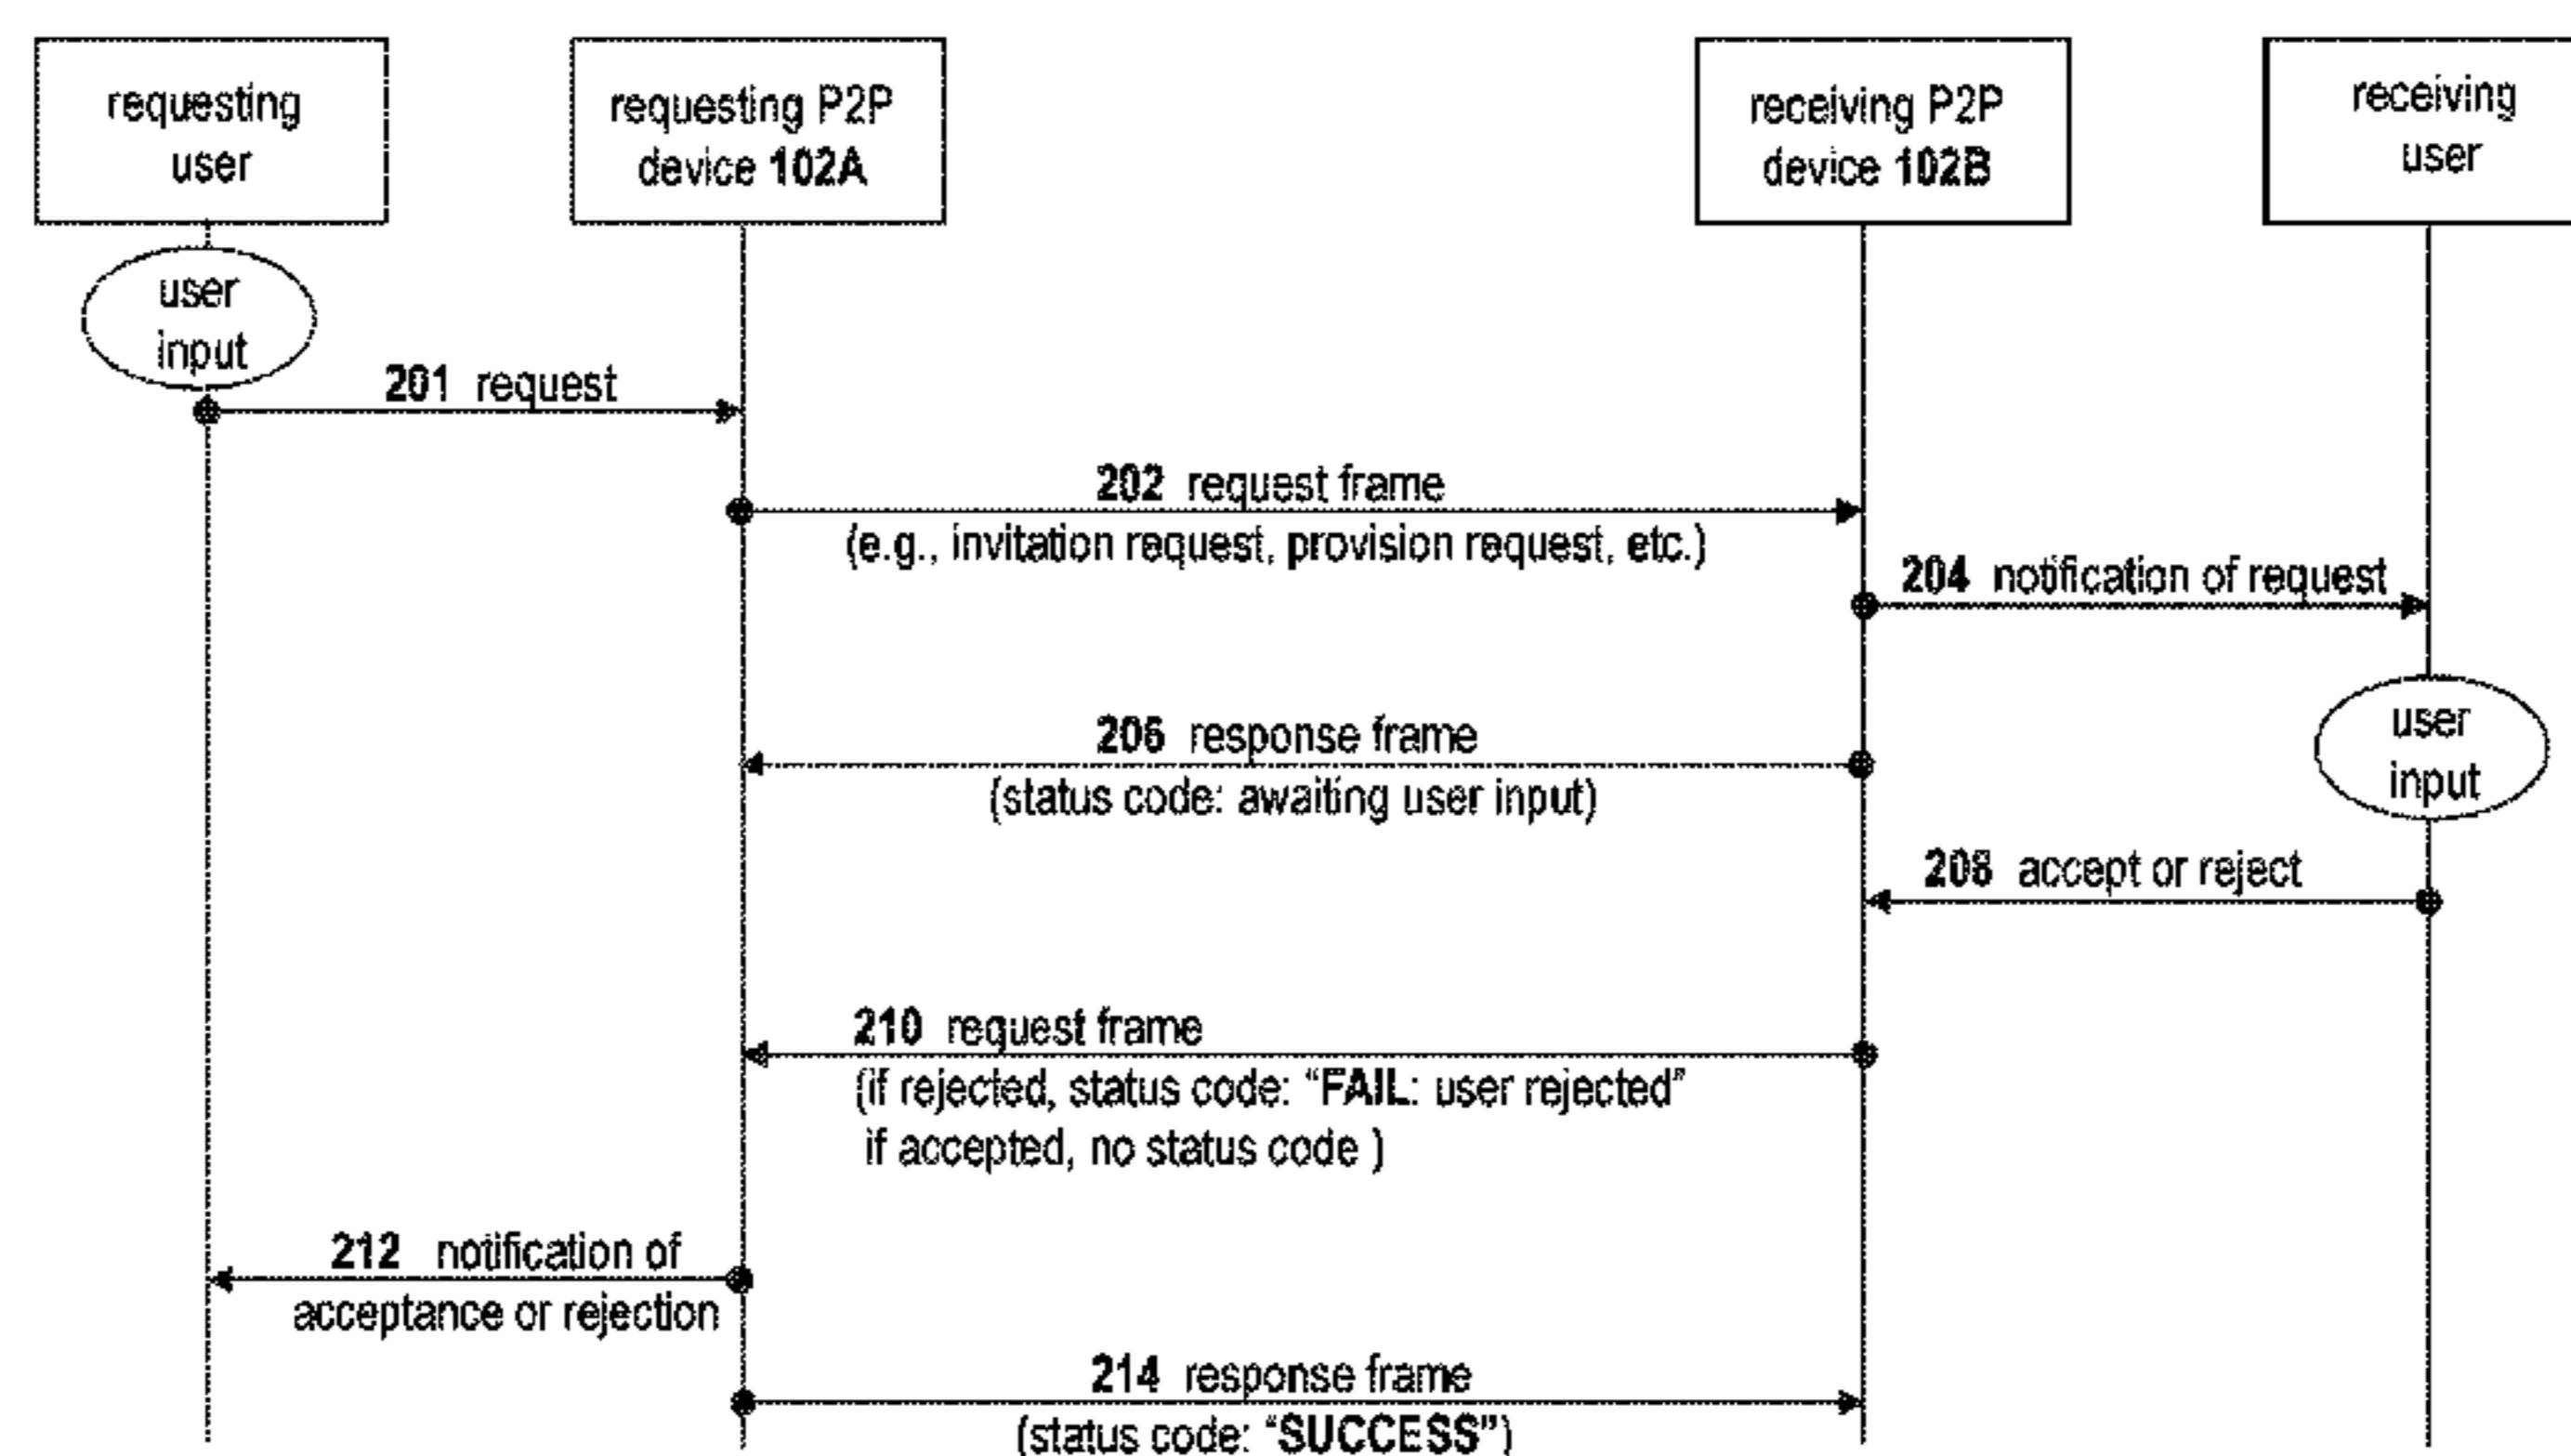 requesting
user
requesting P2P
device 102A
receiving P2P
device 102B
receiving
user
user
input
201 request
202 request frame
(e.g., invitation request, provision request, etc.)
204 notification of request
206 response frame
(status code: awaiting user input)
user
input
208 accept or reject
210 request frame
(if rejected, status code: "FAIL: user rejected"
if accepted, no status code )
212 notification of
acceptance or rejection
214 response frame
(status code: "SUCCESS")